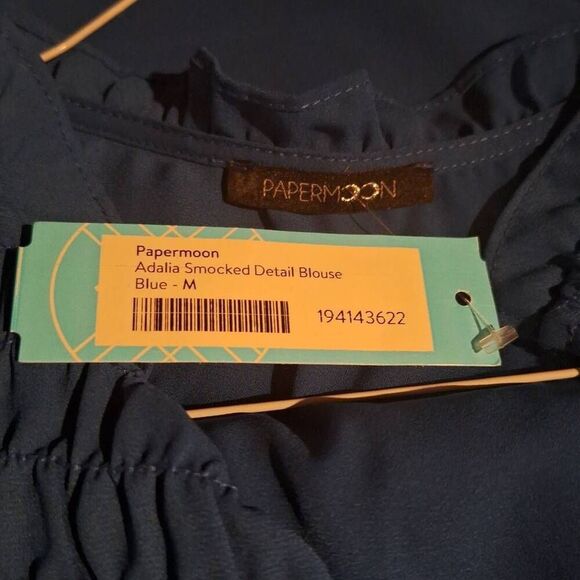 PAPERMOON
Papermoon
Adalia Smocked Detail Blouse
Blue - M
194143622